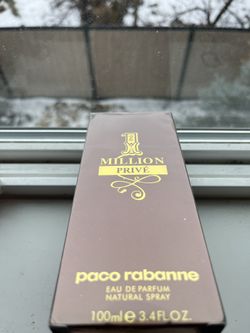 1
MILLION
PRIVÉ
paco rabanne
EAU DE PARFUM
NATURAL SPRAY
100ml e 3.4FL.OZ.